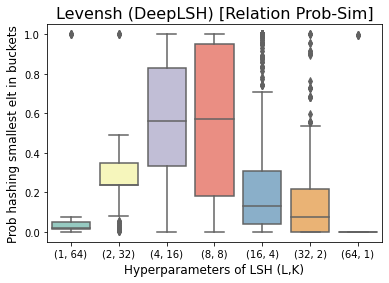 Levensh (DeepLSH) [Relation Prob-Sim]
Prob hashing smallest elt in buckets
1.0
0.8
0.6
0.4
0.2
0.0
(1, 64) (2, 32) (4, 16) (8, 8) (16, 4) (32, 2) (64, 1)
Hyperparameters of LSH (L,K)